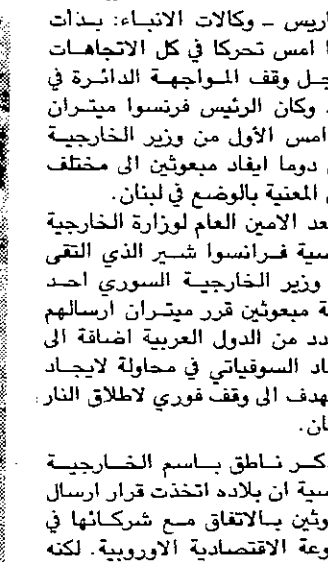 باريس - وكالات الانباء: بدأت
امس تحركا في كل الاتجاهات
جل وقف المواجهة الدائرة في
وكان الرئيس فرنسوا ميتران
امس الأول من وزير الخارجية
دوما ايفاد مبعوثين الى مختلف
المعنية بالوضع في لبنان.
عد الامين العام لوزارة الخارجية
سية فرانسوا شير الذي التقى
وزير الخارجية السوري احد
ة مبعوثين قرر ميتران ارسالهم
دد من الدول العربية اضافة الى
اد السوفياتي في محاولة لايجاد
هدف الى وقف فوري لاطلاق النار
ان.
كر ناطق باسم الخارجية
سية ان بلاده اتخذت قرار ارسال
وثين بالاتفاق مع شركائها في
وعة الاقتصادية الاوروبية. لكنه